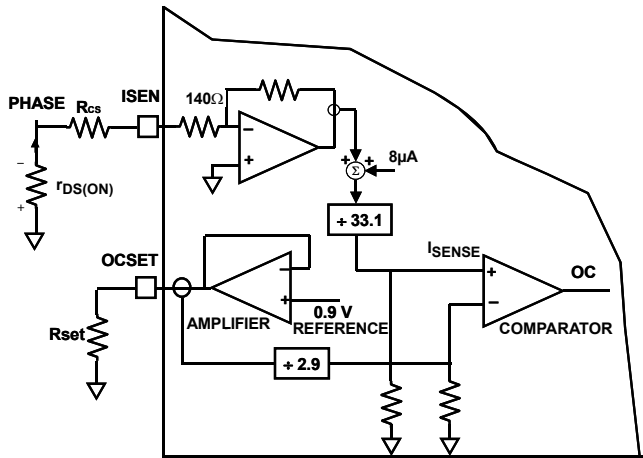 140Ω
PHASE
Rcs
ISEN
−
+
rDS(ON)
−
+
+
+
Σ
8µA
÷ 33.1
ISENSE
OCSET
Rset
−
+
AMPLIFIER
0.9 V
REFERENCE
÷ 2.9
+
−
OC
COMPARATOR